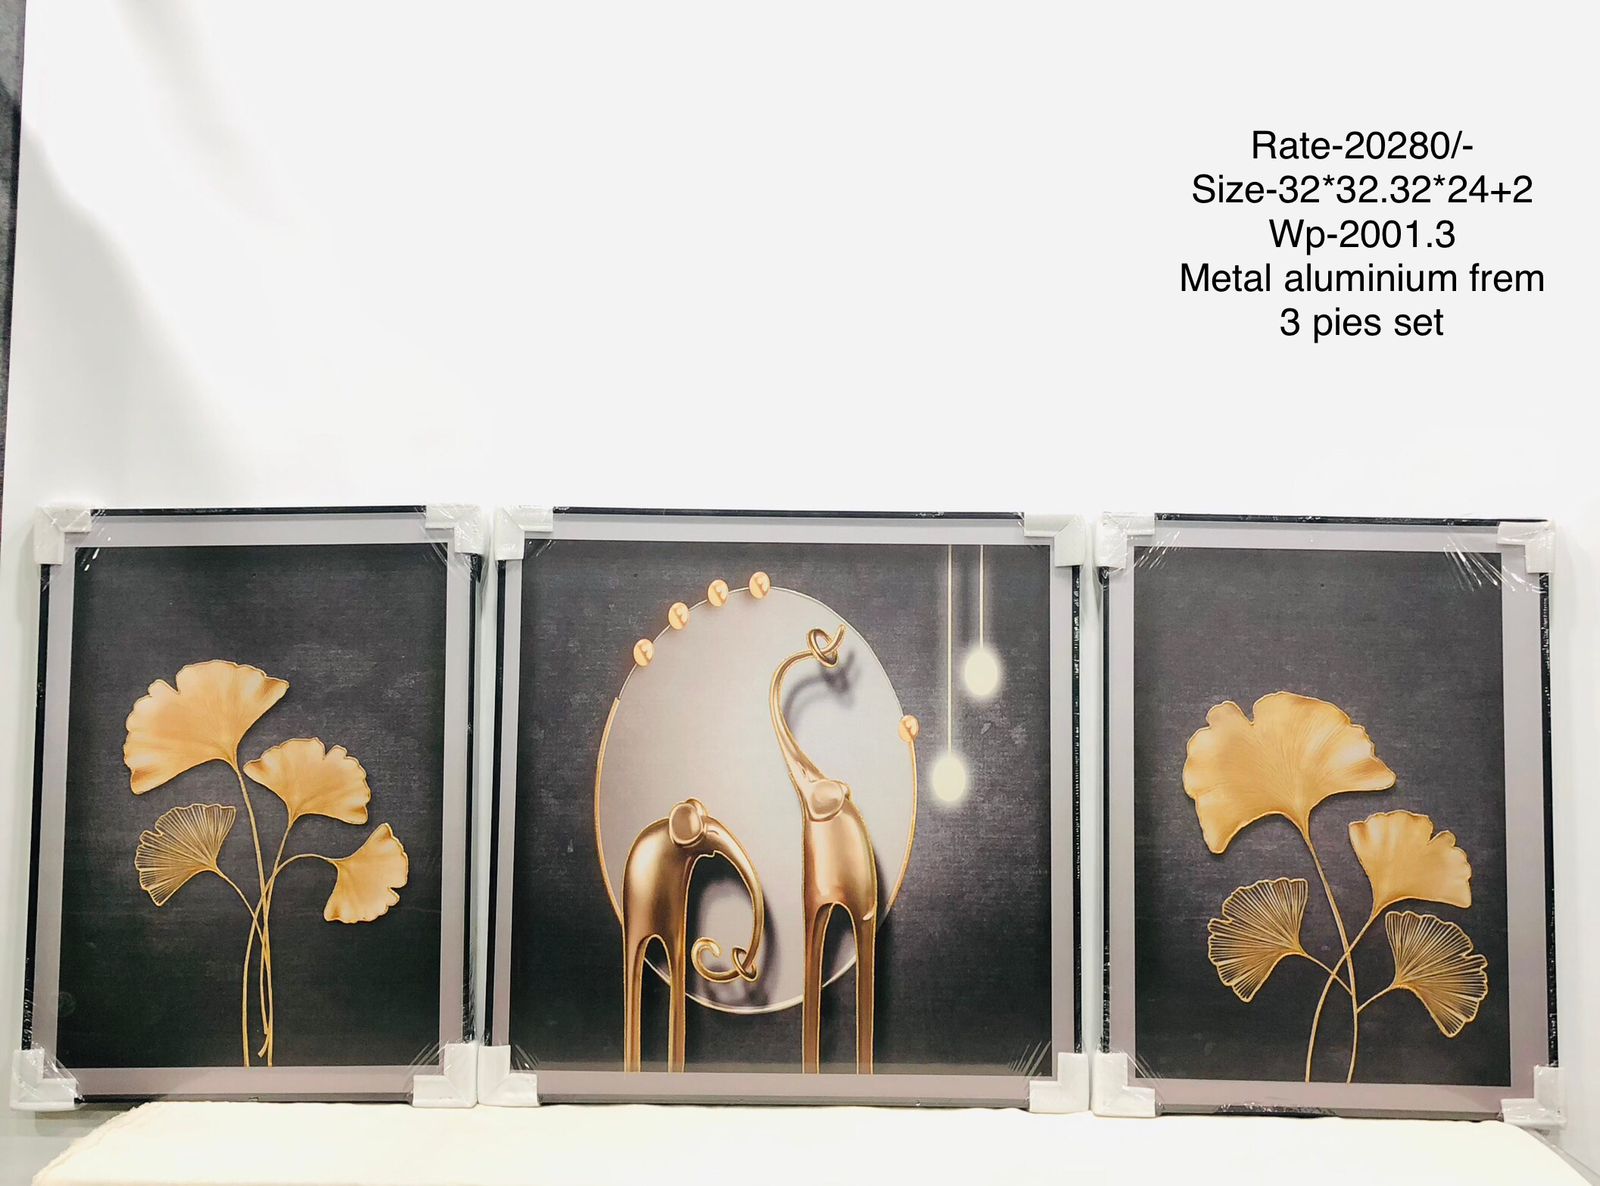 Rate-20280/-
Size-32*32.32*24+2
Wp-2001.3
Metal aluminium frem
3 pies set